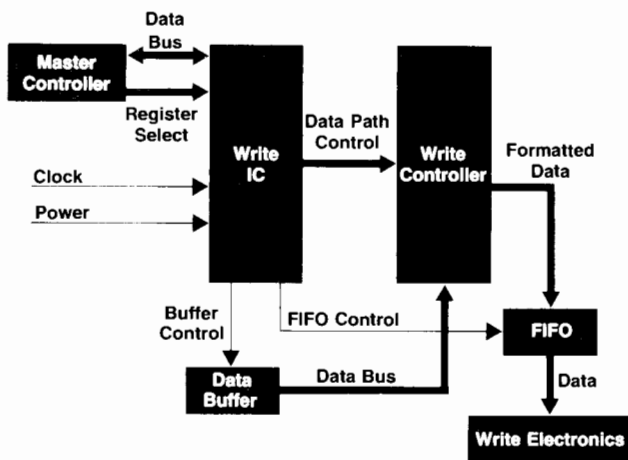 Data
Bus
Master
Controller
Register
Select
Data Path
Control
Write
IC
Write
Controller
Formatted
Data
Clock
Power
Buffer
Control
FIFO Control
FIFO
Data
Buffer
Data Bus
Data
Write Electronics